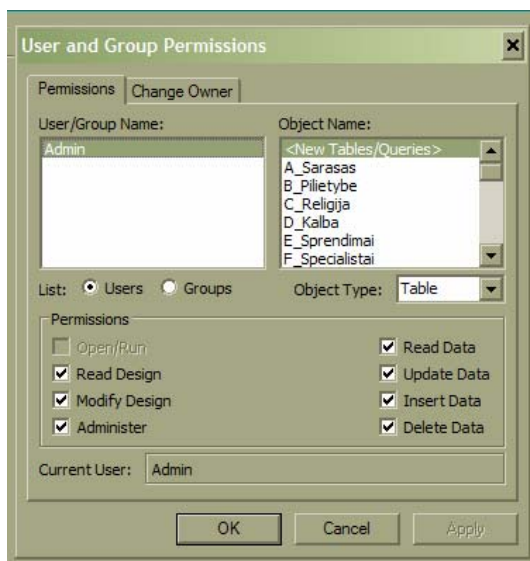 User and Group Permissions
Permissions
Change Owner
User/Group Name:
Admin
Object Name:
<New Tables/Queries>
A_Sarasas
B_Pilietybe
C_Religija
D_Kalba
E_Sprendimai
F_Specialistai
List: Users Groups
Object Type: Table
Permissions
Open/Run
Read Design
Modify Design
Administer
Read Data
Update Data
Insert Data
Delete Data
Current User: Admin
OK
Cancel
Apply